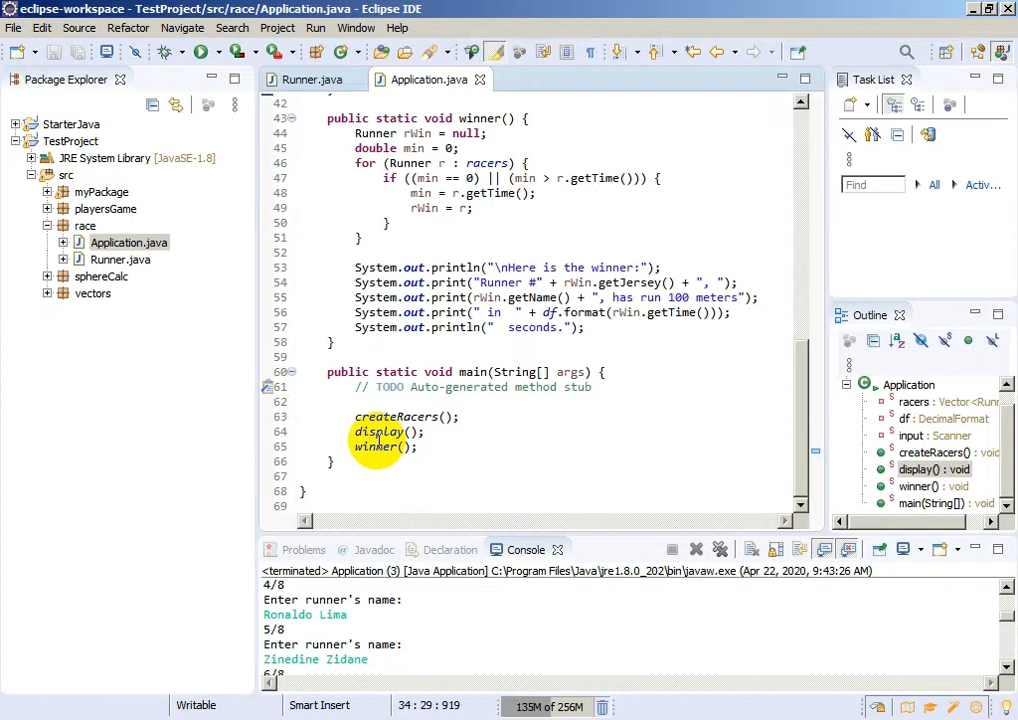 eclipse-workspace - TestProject/src/race/Application.java - Eclipse IDE
File Edit Source Refactor Navigate Search Project Run Window Help
Package Explorer
StarterJava
TestProject
JRE System Library [JavaSE-1.8]
src
myPackage
playersGame
race
Application.java
Runner.java
sphereCalc
vectors
Runner.java Application.java
42
43 public static void winner() {
44 Runner rWin = null;
45 double min = 0;
46 for (Runner r : racers) {
47 if ((min == 0) || (min > r.getTime())) {
48 min = r.getTime();
49 rWin = r;
50 }
51 }
52
53 System.out.println("\nHere is the winner:");
54 System.out.print("Runner #" + rWin.getJersey() + ", ");
55 System.out.print(rWin.getName() + ", has run 100 meters");
56 System.out.print(" in  " + df.format(rWin.getTime()));
57 System.out.println("  seconds.");
58 }
59
60 public static void main(String[] args) {
61 // TODO Auto-generated method stub
62
63 createRacers();
64 display();
65 winner();
66 }
67
68 }
69
Task List
Find All Activ...
Outline
Application
racers : Vector<Run
df : DecimalFormat
input : Scanner
createRacers() : void
display() : void
winner() : void
main(String[]) : void
Problems Javadoc Declaration Console
<terminated> Application (3) [Java Application] C:\Program Files\Java\jre1.8.0_202\bin\javaw.exe (Apr 22, 2020, 9:43:26 AM)
4/8
Enter runner's name:
Ronaldo Lima
5/8
Enter runner's name:
Zinedine Zidane
6/8
Writable Smart Insert 34 : 29 : 919 135M of 256M